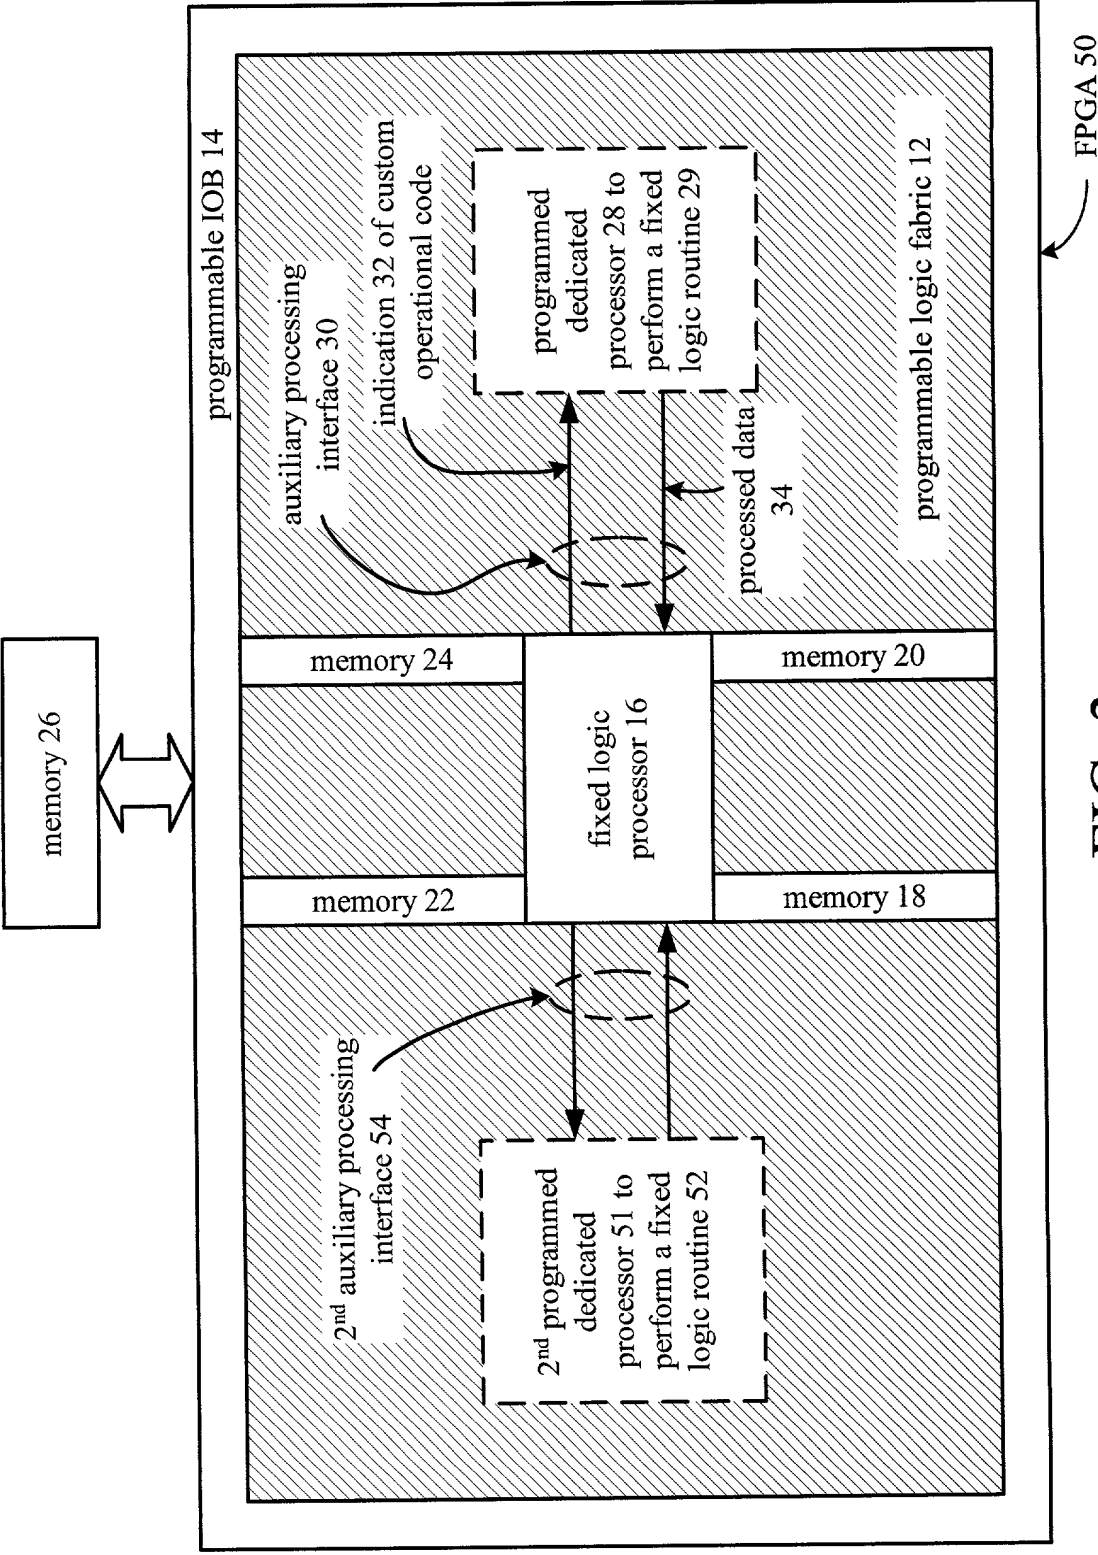 memory 26
programmable IOB 14
2nd auxiliary processing
interface 54
memory 22
memory 24
auxiliary processing
interface 30
indication 32 of custom
operational code
2nd programmed
dedicated
processor 51 to
perform a fixed
logic routine 52
fixed logic
processor 16
programmed
dedicated
processor 28 to
perform a fixed
logic routine 29
memory 18
memory 20
processed data
34
programmable logic fabric 12
FPGA 50